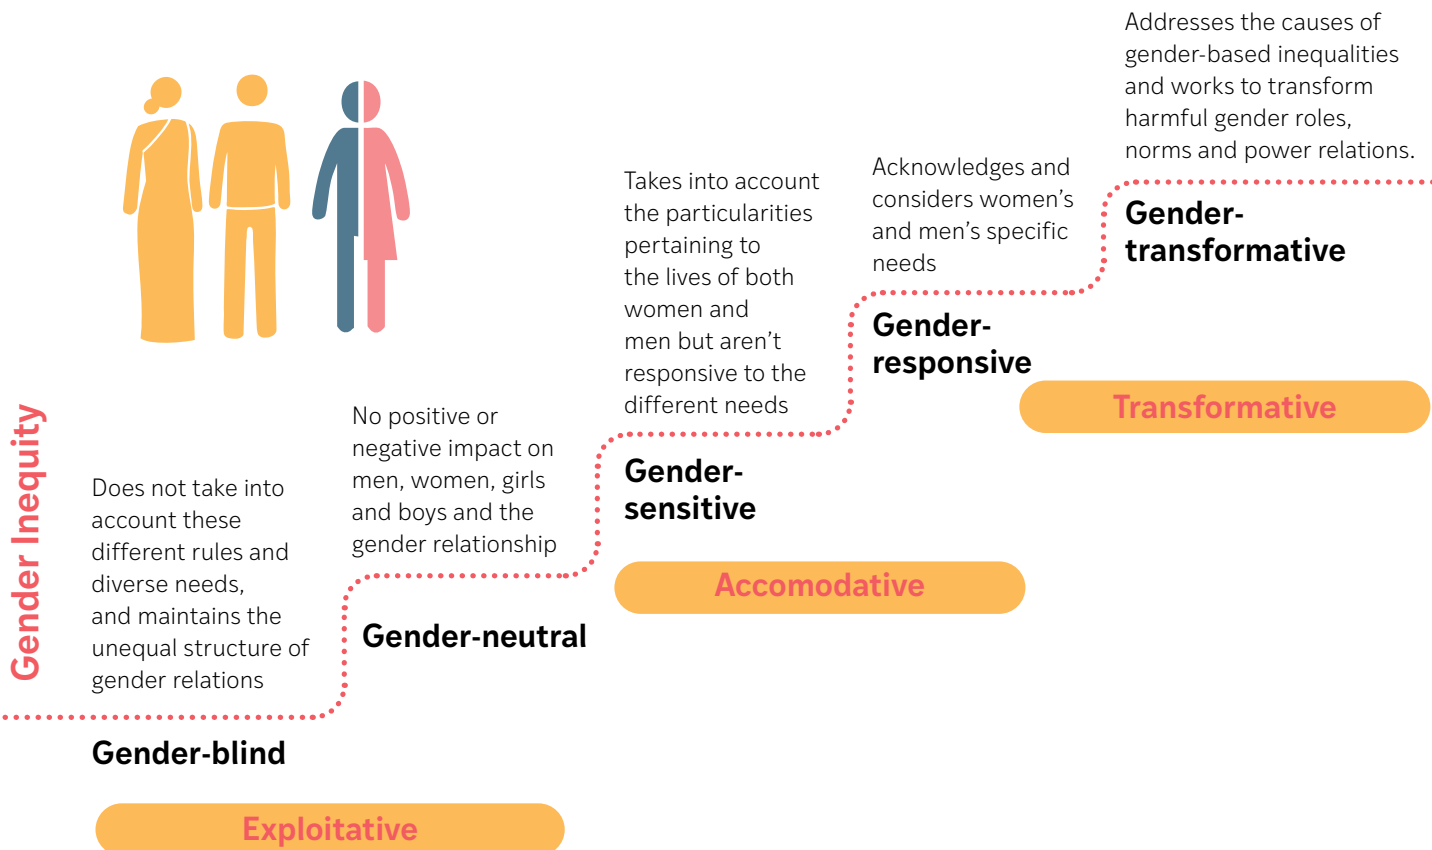 Gender Inequity
Does not take into
account these
different rules and
diverse needs,
and maintains the
unequal structure of
gender relations
Gender-blind
Exploitative
No positive or
negative impact on
men, women, girls
and boys and the
gender relationship
Gender-neutral
Takes into account
the particularities
pertaining to
the lives of both
women and
men but aren’t
responsive to the
different needs
Gender-
sensitive
Accomodative
Acknowledges and
considers women’s
and men’s specific
needs
Gender-
responsive
Addresses the causes of
gender-based inequalities
and works to transform
harmful gender roles,
norms and power relations.
Gender-
transformative
Transformative